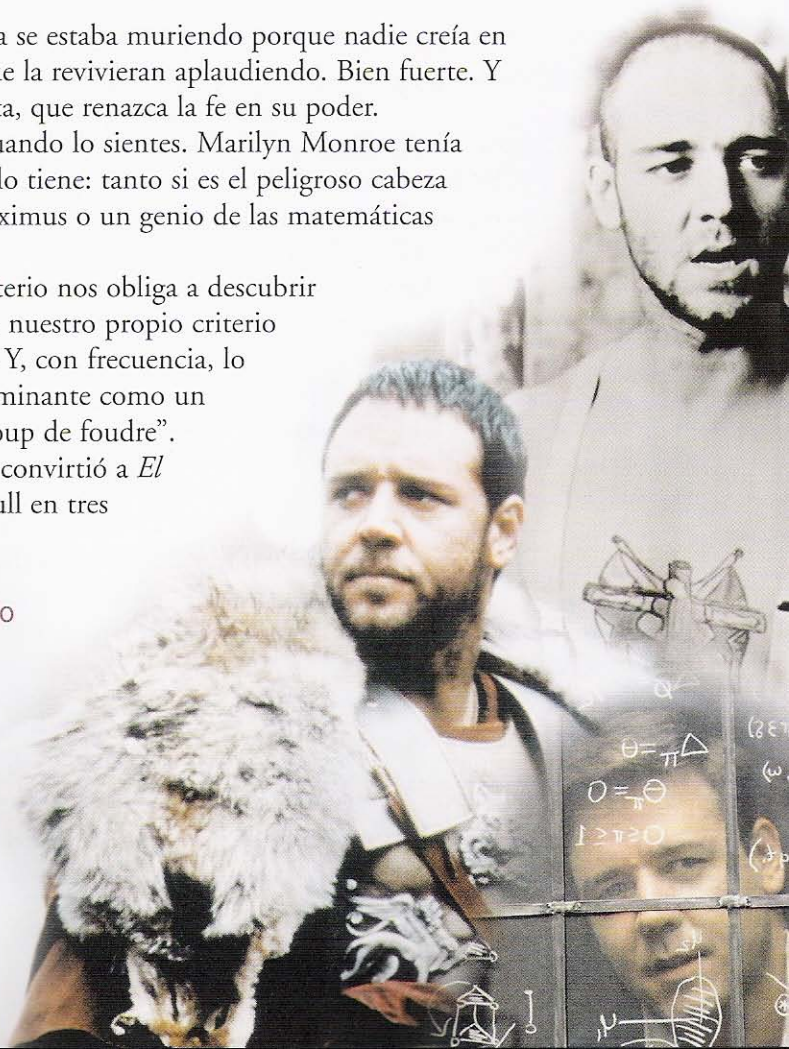 a se estaba muriendo porque nadie creía en
e la revivieran aplaudiendo. Bien fuerte. Y
ta, que renazca la fe en su poder.
uando lo sientes. Marilyn Monroe tenía
lo tiene: tanto si es el peligroso cabeza
ximus o un genio de las matemáticas
terio nos obliga a descubrir
nuestro propio criterio
Y, con frecuencia, lo
minante como un
oup de foudre”.
convirtió a El
ull en tres
o